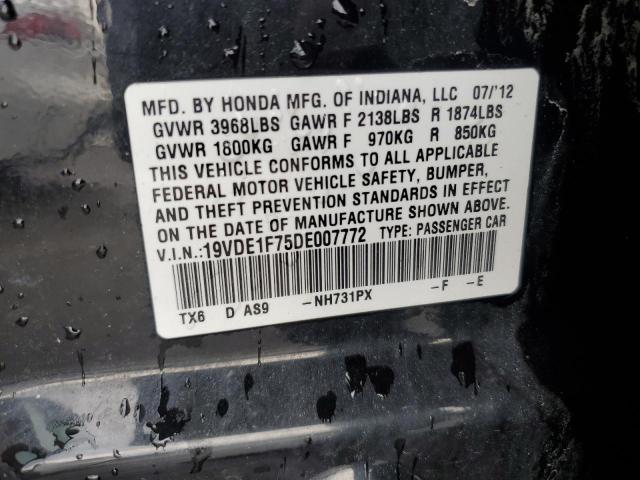 MFD. BY HONDA MFG. OF INDIANA, LLC 07/'12
GVWR 3968LBS GAWR F 2138LBS R 1874LBS
GVWR 1800KG GAWR F 970KG R 850KG
THIS VEHICLE CONFORMS TO ALL APPLICABLE
FEDERAL MOTOR VEHICLE SAFETY, BUMPER,
AND THEFT PREVENTION STANDARDS IN EFFECT
ON THE DATE OF MANUFACTURE SHOWN ABOVE.
V.I.N.:19VDE1F75DE007772 TYPE: PASSENGER CAR
TX6 D AS9 -NH731PX -F -E